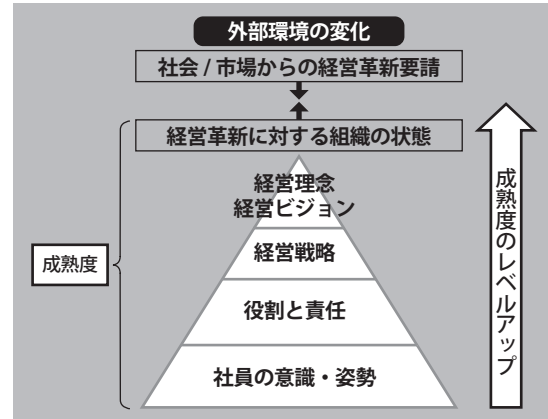 外部環境の変化
社会 / 市場からの経営革新要請
経営革新に対する組織の状態
経営理念
経営ビジョン
経営戦略
役割と責任
社員の意識・姿勢
成熟度
成熟度のレベルアップ